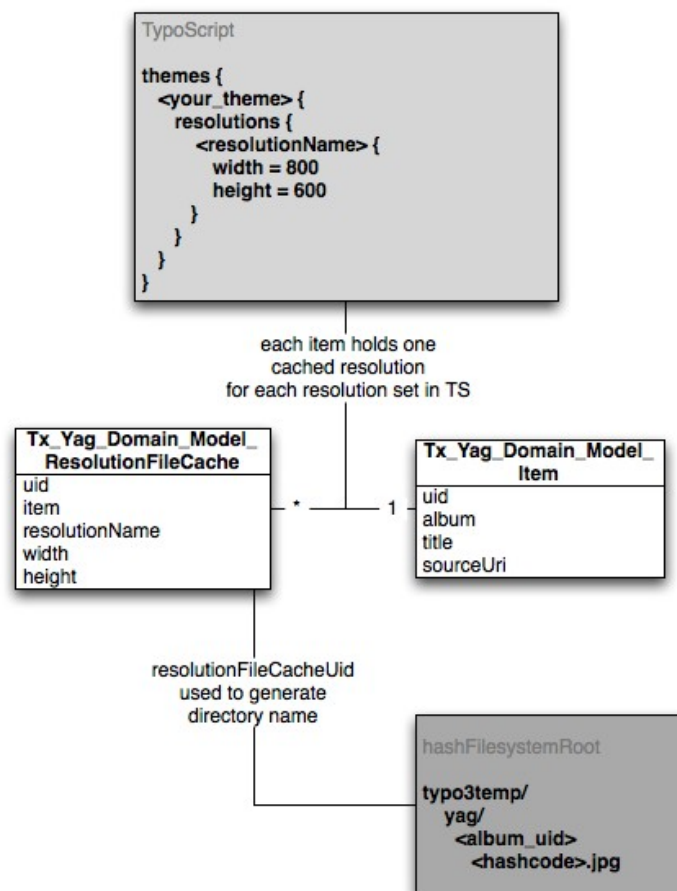 TypoScript
themes {
<your_theme> {
resolutions {
<resolutionName> {
width = 800
height = 600
}
}
}
}
each item holds one
cached resolution
for each resolution set in TS
Tx_Yag_Domain_Model_
ResolutionFileCache
uid
item
resolutionName
width
height
* 1
Tx_Yag_Domain_Model_
Item
uid
album
title
sourceUri
resolutionFileCacheUid
used to generate
directory name
hashFilesystemRoot
typo3temp/
yag/
<album_uid>
<hashcode>.jpg